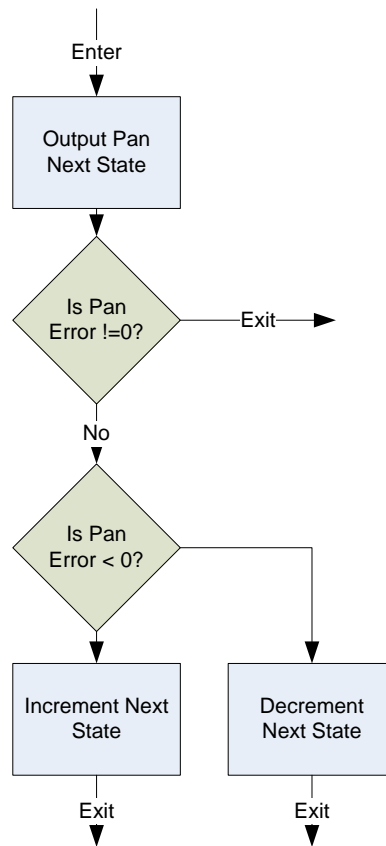 Enter
Output Pan
Next State
Is Pan
Error !=0?
Exit
No
Is Pan
Error < 0?
Increment Next
State
Decrement
Next State
Exit
Exit